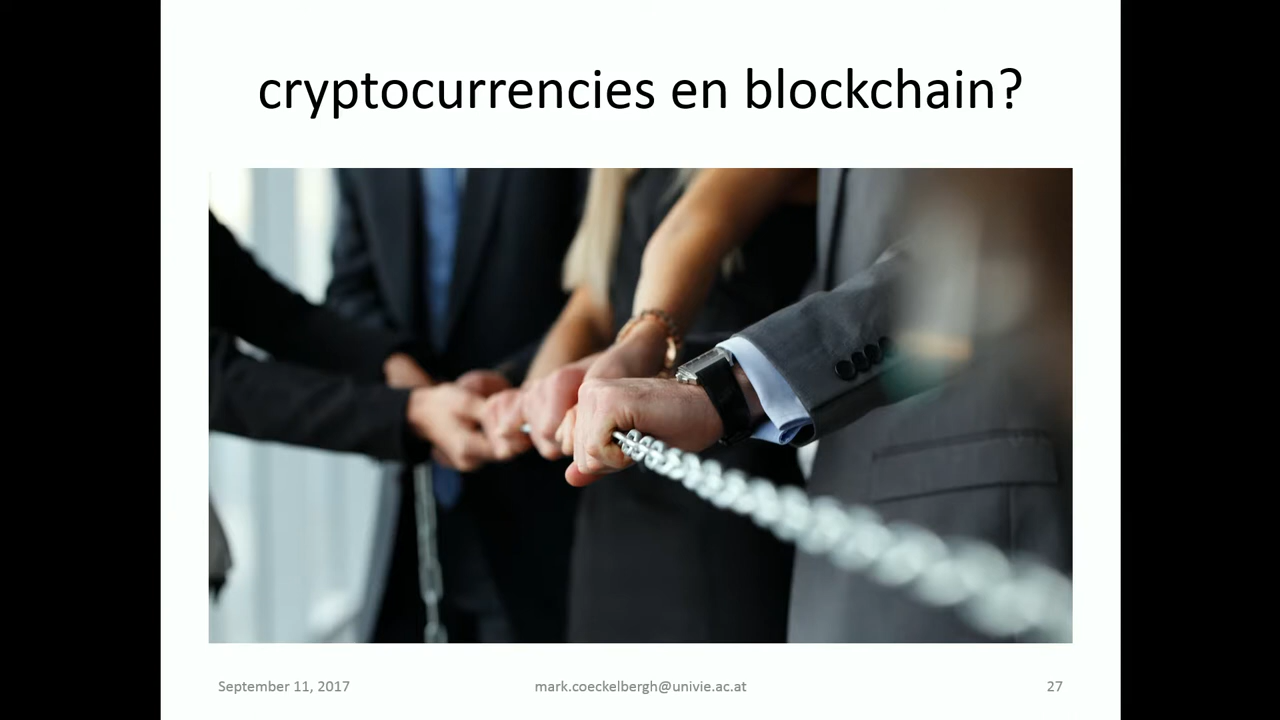 cryptocurrencies en blockchain?
September 11, 2017
mark.coeckelbergh@univie.ac.at
27